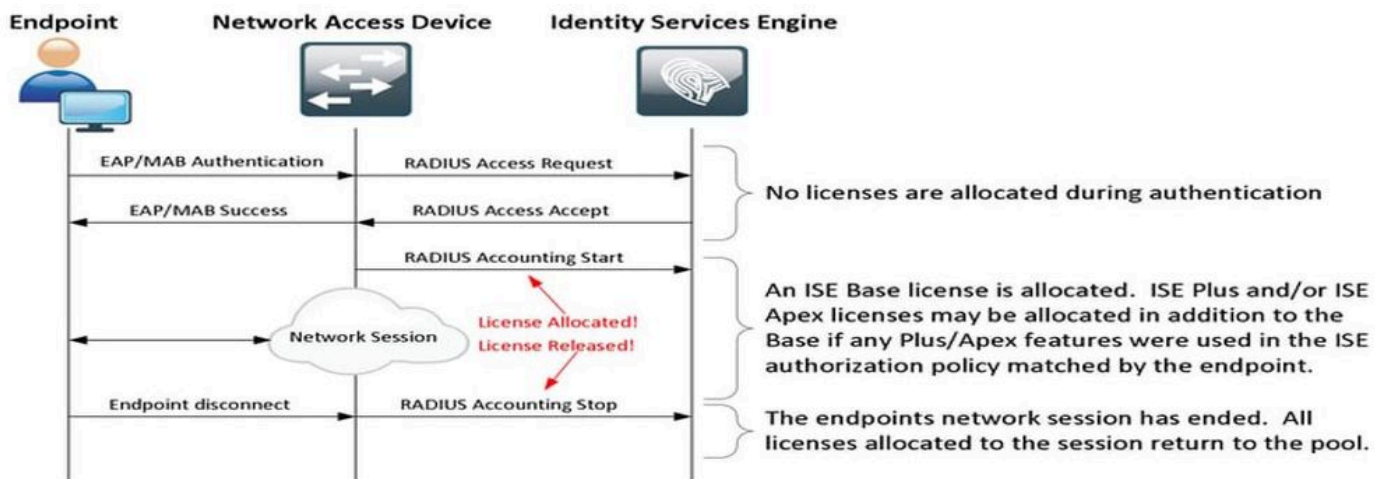 Endpoint
Network Access Device
Identity Services Engine
EAP/MAB Authentication
RADIUS Access Request
EAP/MAB Success
RADIUS Access Accept
No licenses are allocated during authentication
RADIUS Accounting Start
License Allocated!
Network Session
License Released!
An ISE Base license is allocated. ISE Plus and/or ISE
Apex licenses may be allocated in addition to the
Base if any Plus/Apex features were used in the ISE
authorization policy matched by the endpoint.
Endpoint disconnect
RADIUS Accounting Stop
The endpoints network session has ended. All
licenses allocated to the session return to the pool.